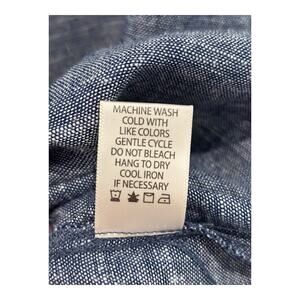 MACHINE WASH
COLD WITH
LIKE COLORS
GENTLE CYCLE
DO NOT BLEACH
HANG TO DRY
COOL IRON
IF NECESSARY